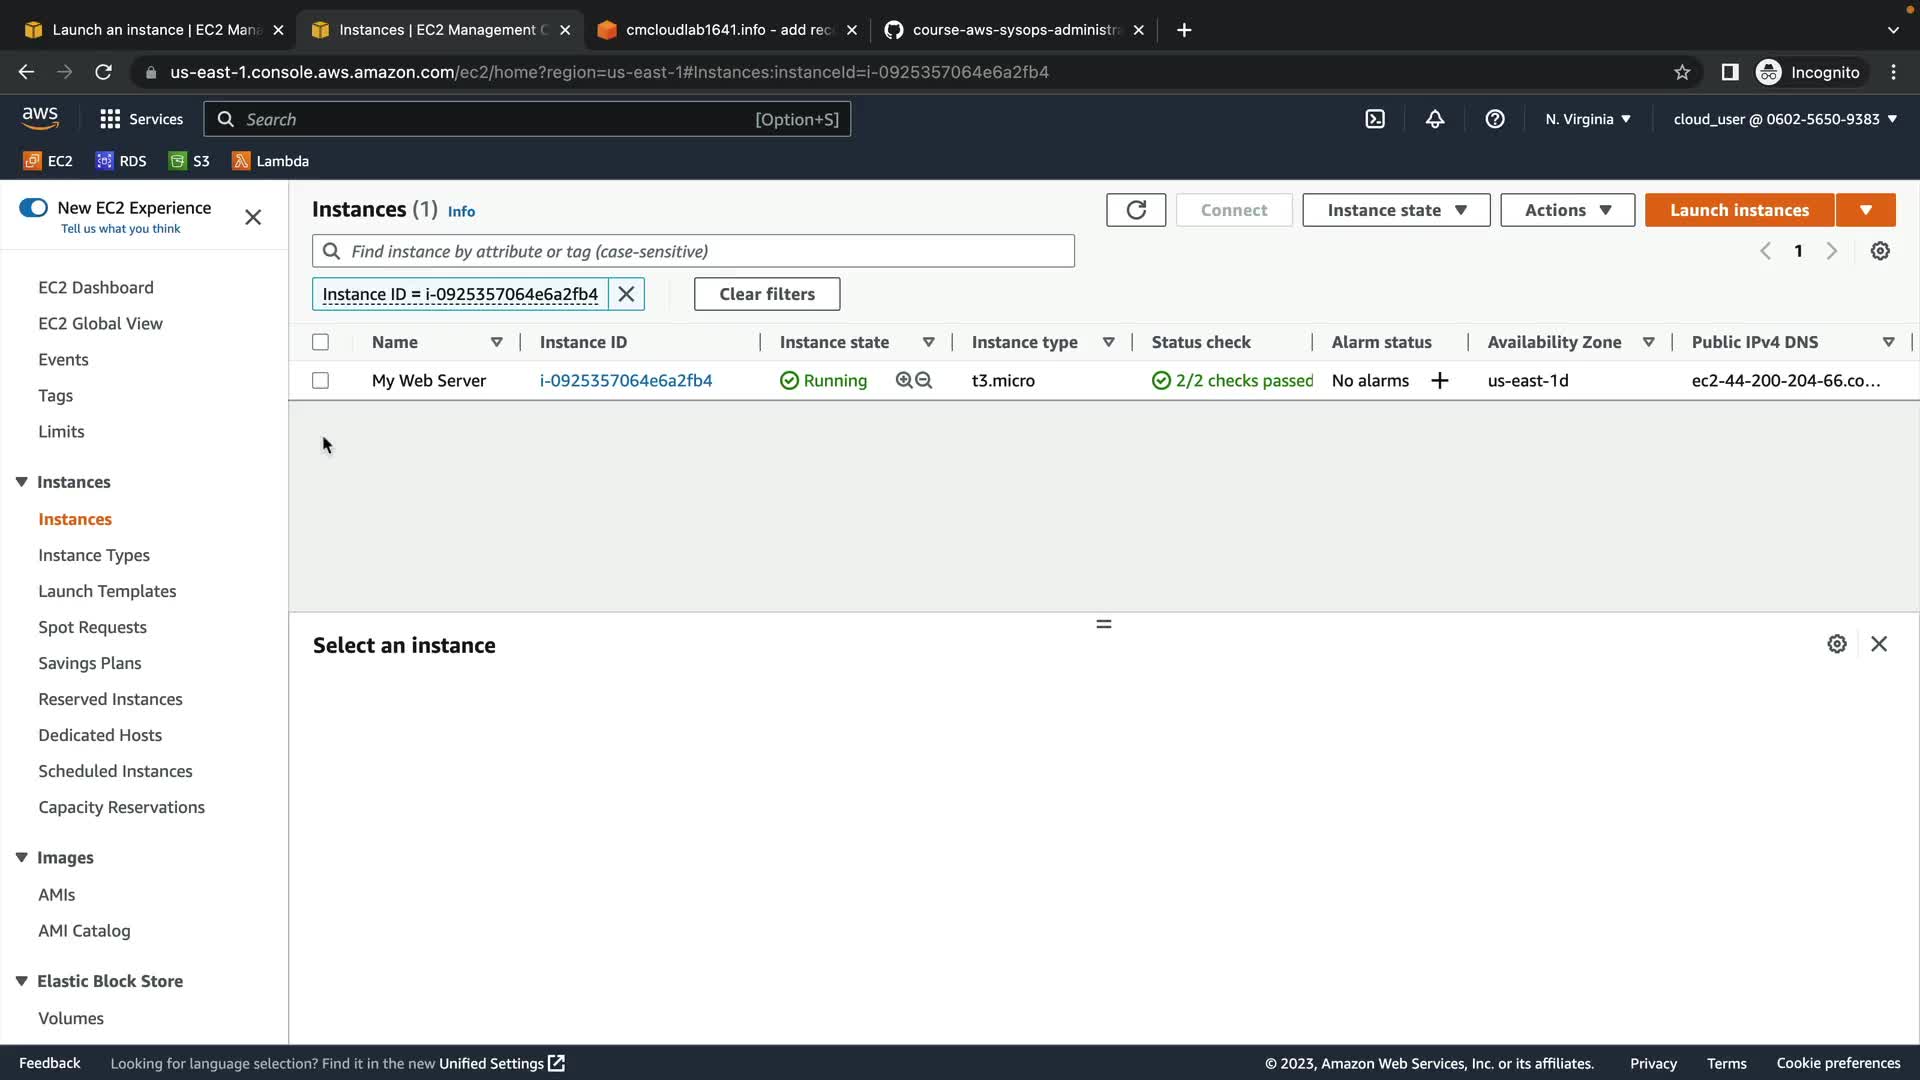 Launch an instance | EC2 Mana
Instances | EC2 Management C
cmcloudlab1641.info - add rec
course-aws-sysops-administra
us-east-1.console.aws.amazon.com/ec2/home?region=us-east-1#Instances:instanceId=i-0925357064e6a2fb4
Incognito
aws
Services
Search
[Option+S]
N. Virginia
cloud_user @ 0602-5650-9383
EC2
RDS
S3
Lambda
New EC2 Experience
Tell us what you think
Instances (1) Info
Connect
Instance state
Actions
Launch instances
Find instance by attribute or tag (case-sensitive)
1
Instance ID = i-0925357064e6a2fb4
Clear filters
Name
Instance ID
Instance state
Instance type
Status check
Alarm status
Availability Zone
Public IPv4 DNS
My Web Server
i-0925357064e6a2fb4
Running
t3.micro
2/2 checks passed
No alarms
us-east-1d
ec2-44-200-204-66.co...
EC2 Dashboard
EC2 Global View
Events
Tags
Limits
Instances
Instances
Instance Types
Launch Templates
Spot Requests
Savings Plans
Reserved Instances
Dedicated Hosts
Scheduled Instances
Capacity Reservations
Images
AMIs
AMI Catalog
Elastic Block Store
Volumes
Select an instance
Feedback
Looking for language selection? Find it in the new Unified Settings
© 2023, Amazon Web Services, Inc. or its affiliates.
Privacy
Terms
Cookie preferences